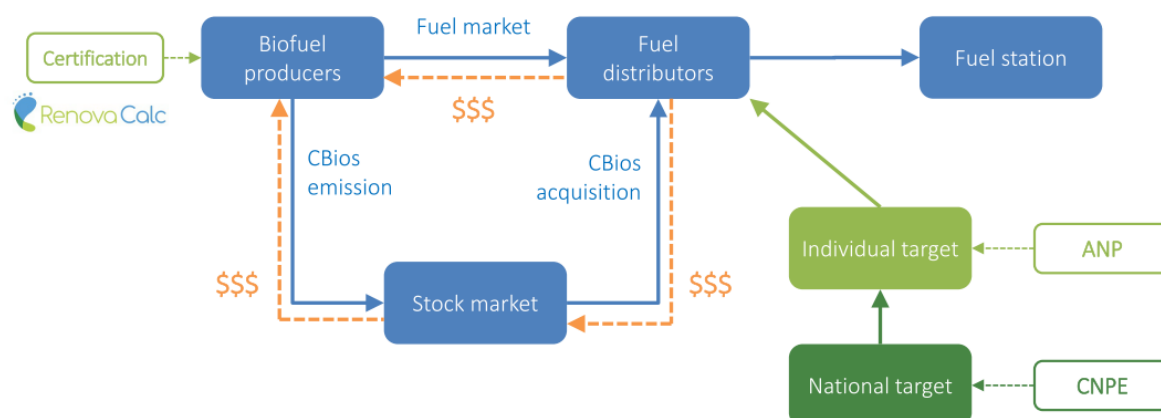 Fuel market
Certification
Biofuel
producers
Fuel
distributors
Fuel station
RenovaCalc
$$$
CBios
emission
CBios
acquisition
Individual target
ANP
$$$
Stock market
$$$
National target
CNPE